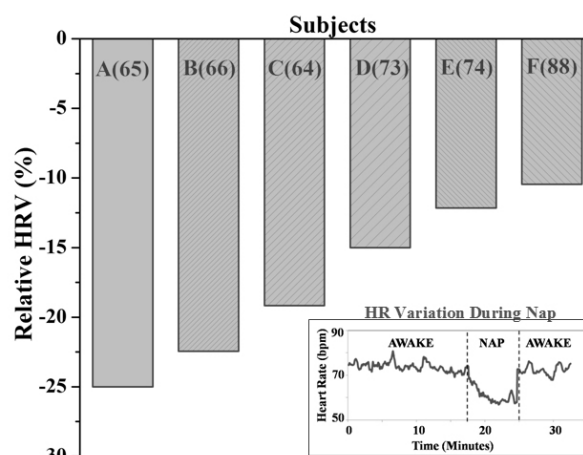 Subjects
0
-5
-10
-15
-20
-25
30
Relative HRV (%)
A(65) B(66) C(64) D(73) E(74) F(88)
HR Variation During Nap
90
70
50
Heart Rate (bpm)
AWAKE NAP AWAKE
0 10 20 30
Time (Minutes)